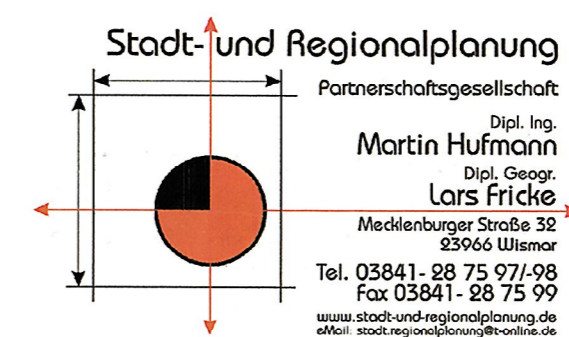 Stadt- und Regionalplanung
Partnerschaftsgesellschaft
Dipl. Ing.
Martin Hufmann
Dipl. Geogr.
Lars Fricke
Mecklenburger Straße 32
23966 Wismar
Tel. 03841- 28 75 97/-98
Fax 03841- 28 75 99
www.stadt-und-regionalplanung.de
eMail: stadt.regionalplanung@t-online.de